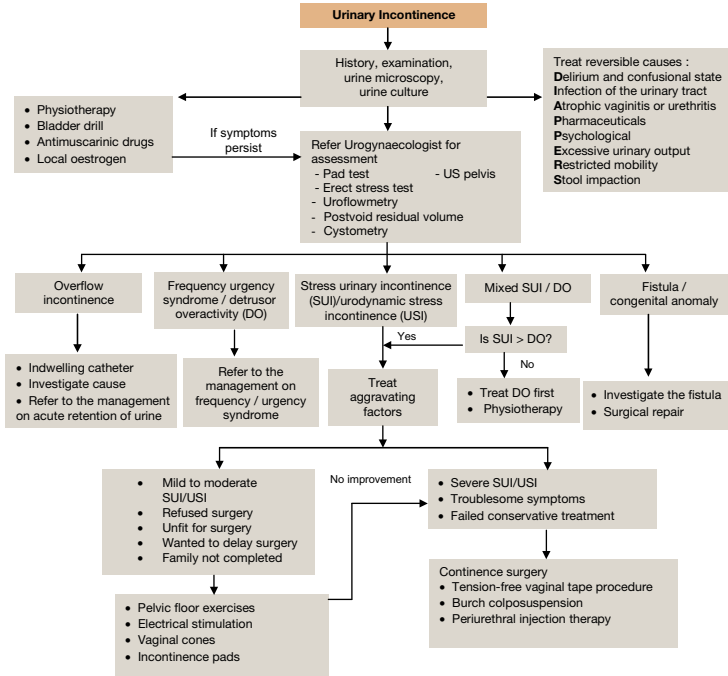 Urinary Incontinence
History, examination,
urine microscopy,
urine culture
Treat reversible causes :
Delirium and confusional state
Infection of the urinary tract
Atrophic vaginitis or urethritis
Pharmaceuticals
Psychological
Excessive urinary output
Restricted mobility
Stool impaction
• Physiotherapy
• Bladder drill
• Antimuscarinic drugs
• Local oestrogen
If
symptoms
persist
Refer Urogynaecologist for
assessment
- Pad test - US pelvis
- Erect stress test
- Uroflowmetry
- Postvoid residual volume
- Cystometry
Overflow
incontinence
Frequency urgency
syndrome / detrusor
overactivity (DO)
Stress urinary incontinence
(SUI)/urodynamic stress
incontinence (USI)
Mixed SUI / DO
Fistula /
congenital anomaly
Yes
Is SUI > DO?
No
• Indwelling catheter
• Investigate cause
• Refer to the management
on acute retention of urine
Refer to the
management on
frequency / urgency
syndrome
Treat
aggravating
factors
• Treat DO first
• Physiotherapy
• Investigate the fistula
• Surgical repair
• Mild to moderate
SUI/USI
• Refused surgery
• Unfit for surgery
• Wanted to delay surgery
• Family not completed
No improvement
• Severe SUI/USI
• Troublesome symptoms
• Failed conservative treatment
• Pelvic floor exercises
• Electrical stimulation
• Vaginal cones
• Incontinence pads
Continence surgery
• Tension-free vaginal tape procedure
• Burch colposuspension
• Periurethral injection therapy